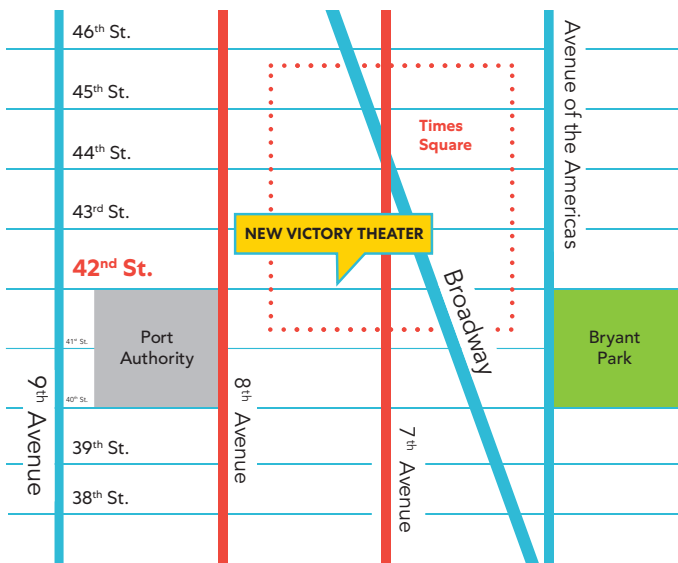 46th St.
45th St.
44th St.
43rd St.
42nd St.
41st St.
40th St.
39th St.
38th St.
Times
Square
NEW VICTORY THEATER
Port
Authority
Bryant
Park
9th Avenue
8th Avenue
7th Avenue
Broadway
Avenue of the Americas